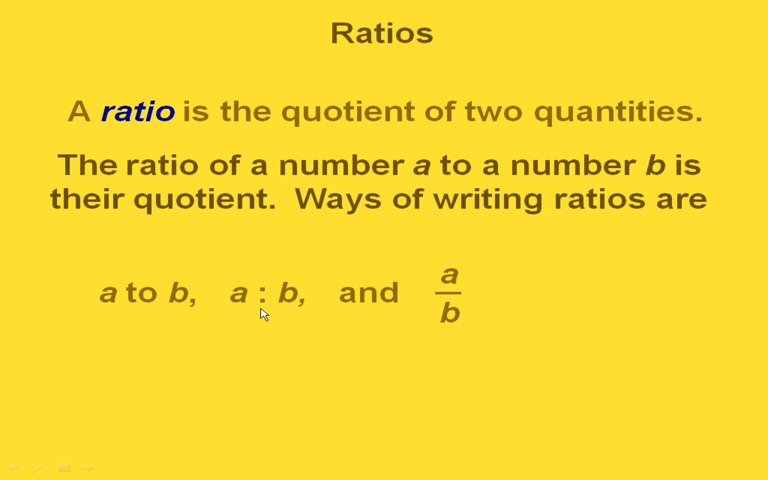 Ratios
A ratio is the quotient of two quantities.
The ratio of a number a to a number b is
their quotient.  Ways of writing ratios are
a to b,   a : b,   and   a/b